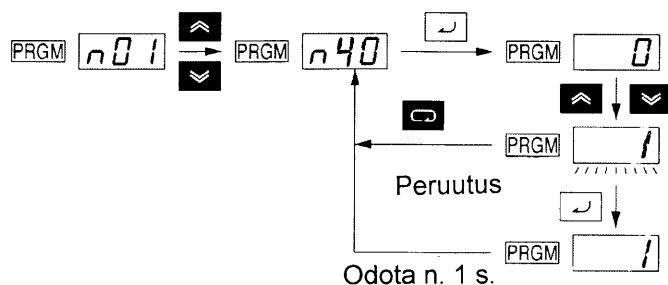 PRGM n01 PRGM n40 PRGM 0
PRGM 1
Peruutus
PRGM 1
Odota n. 1 s.